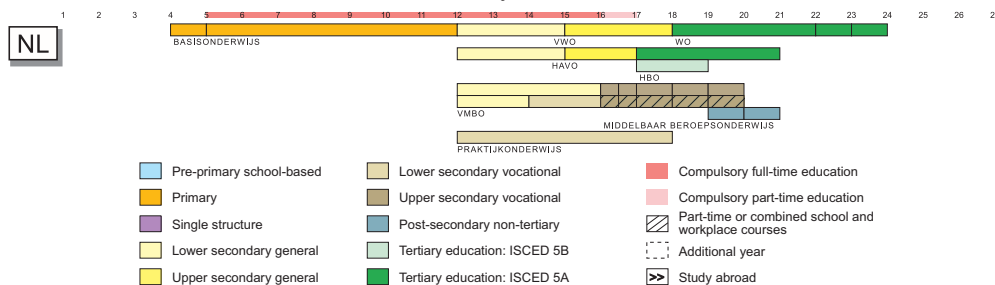 1 2 3 4 5 6 7 8 9 10 11 12 13 14 15 16 17 18 19 20 21 22 23 24 25 26 2
NL
BASISONDERWIJS VWO WO
HAVO
HBO
VMBO
MIDDELBAAR BEROEPSONDERWIJS
PRAKTIJKONDERWIJS
Pre-primary school-based
Primary
Single structure
Lower secondary general
Upper secondary general
Lower secondary vocational
Upper secondary vocational
Post-secondary non-tertiary
Tertiary education: ISCED 5B
Tertiary education: ISCED 5A
Compulsory full-time education
Compulsory part-time education
Part-time or combined school and
workplace courses
Additional year
>> Study abroad